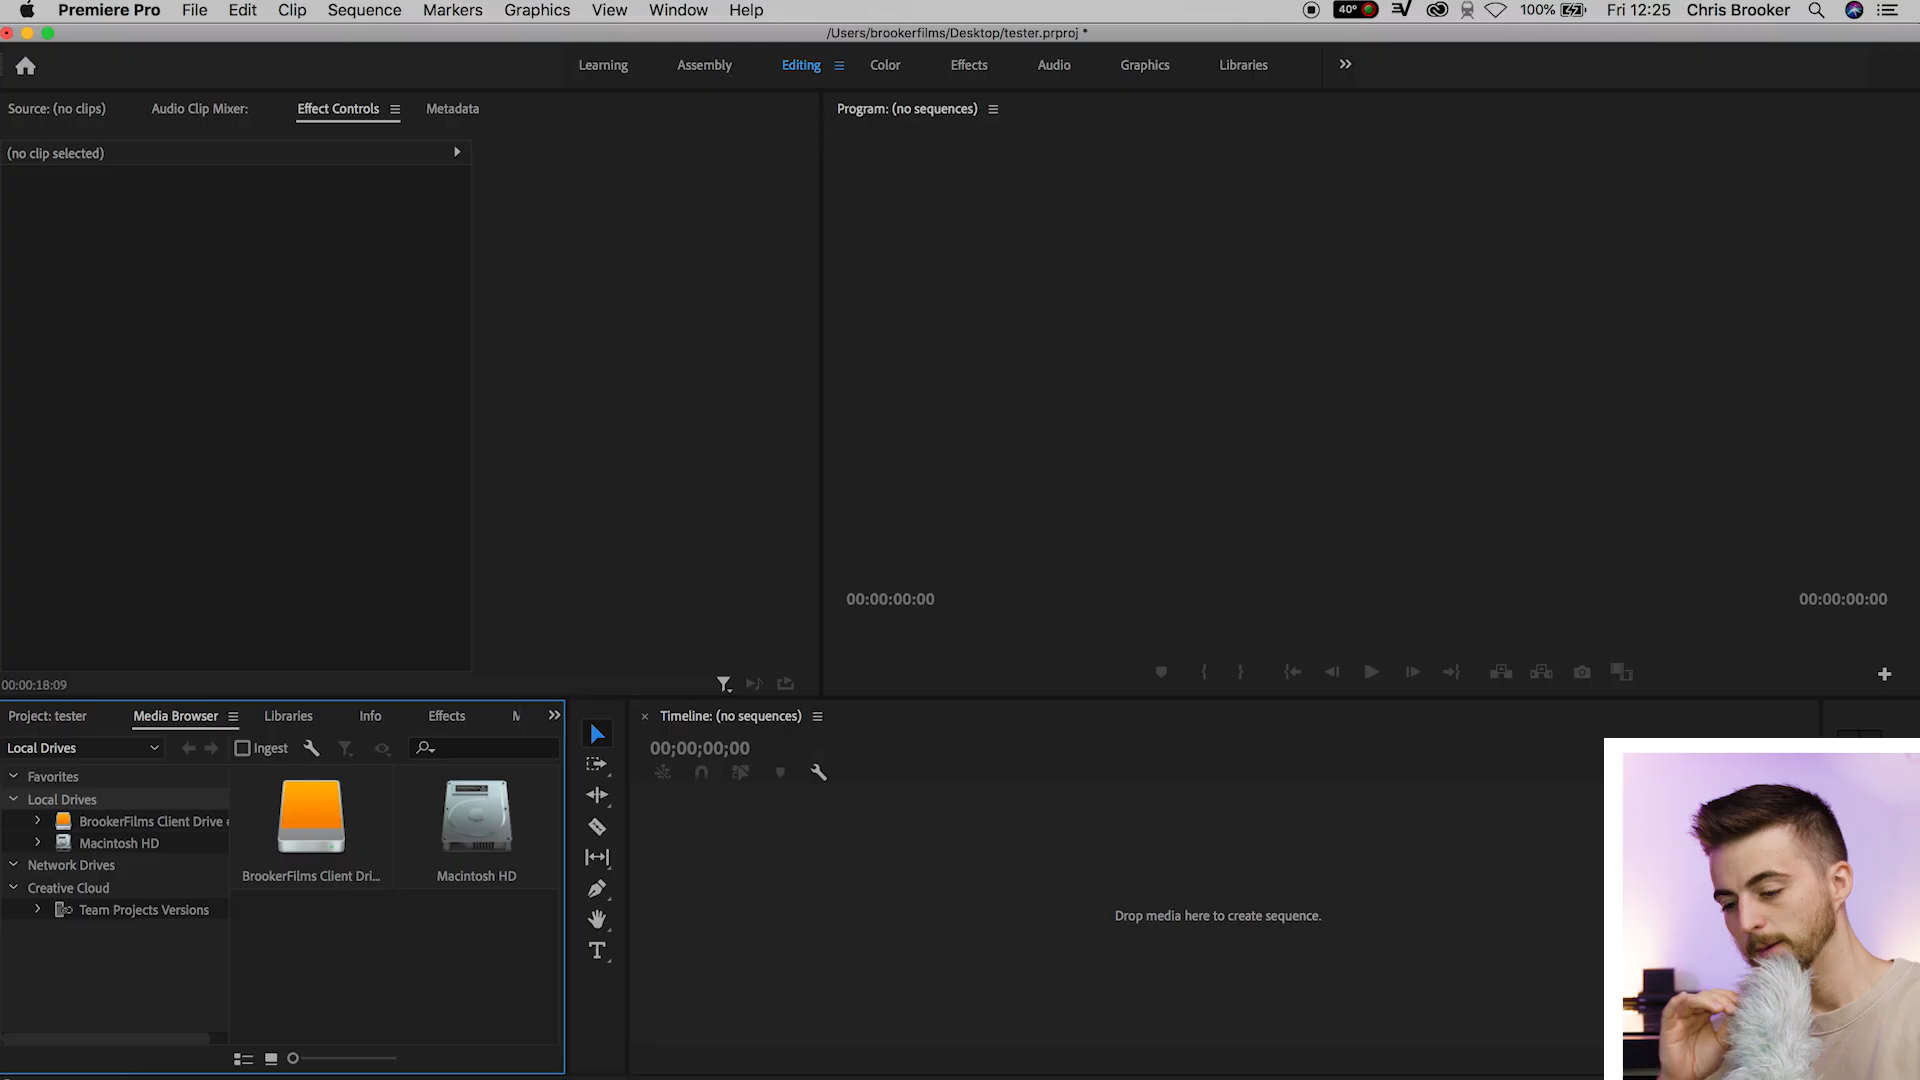 Premiere Pro File Edit Clip Sequence Markers Graphics View Window Help 40° 100% Fri 12:25 Chris Brooker
/Users/brookerfilms/Desktop/tester.prproj *
Learning Assembly Editing Color Effects Audio Graphics Libraries
Source: (no clips) Audio Clip Mixer: Effect Controls Metadata
Program: (no sequences)
(no clip selected)
00:00:00:00 00:00:00:00
00:00:18:09
Project: tester Media Browser Libraries Info Effects M
Timeline: (no sequences)
Local Drives Ingest
00;00;00;00
Favorites
Local Drives
BrookerFilms Client Drive
Macintosh HD
Network Drives
Creative Cloud
Team Projects Versions
BrookerFilms Client Dri... Macintosh HD
Drop media here to create sequence.